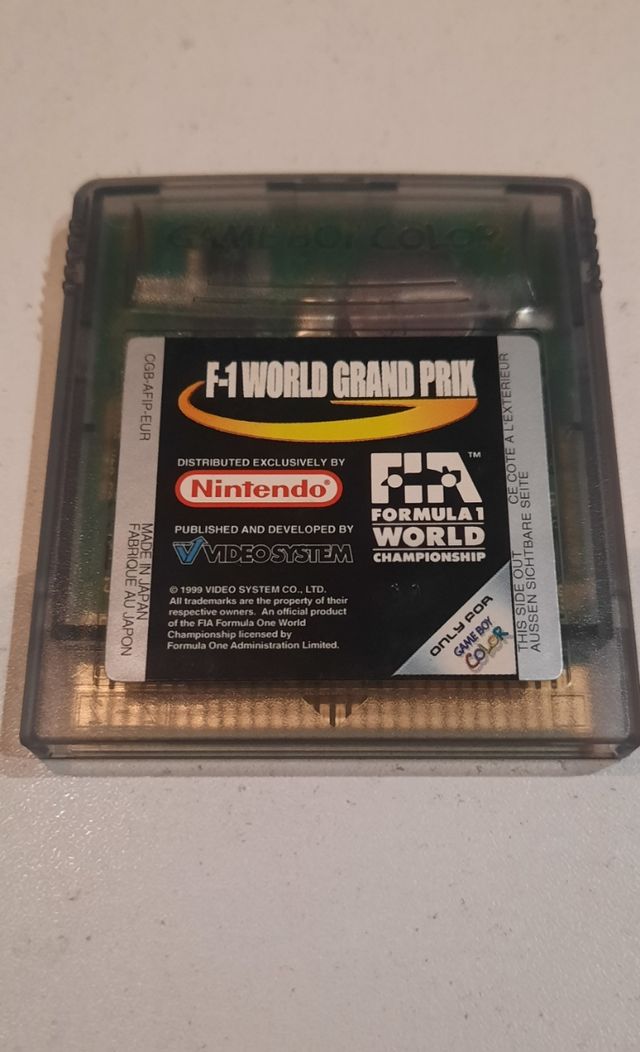 GAME BOY COLOR
F-1 WORLD GRAND PRIX
DISTRIBUTED EXCLUSIVELY BY
Nintendo®
PUBLISHED AND DEVELOPED BY
VIDEOSYSTEM
© 1999 VIDEO SYSTEM CO., LTD.
All trademarks are the property of their
respective owners. An official product
of the FIA Formula One World
Championship licensed by
Formula One Administration Limited.
FIA™
FORMULA 1
WORLD
CHAMPIONSHIP
ONLY FOR
GAME BOY
COLOR
CGB-AFIP-EUR
MADE IN JAPAN
FABRIQUE AU JAPON
THIS SIDE OUT
CE COTE A L'EXTERIEUR
AUSSEN SICHTBARE SEITE